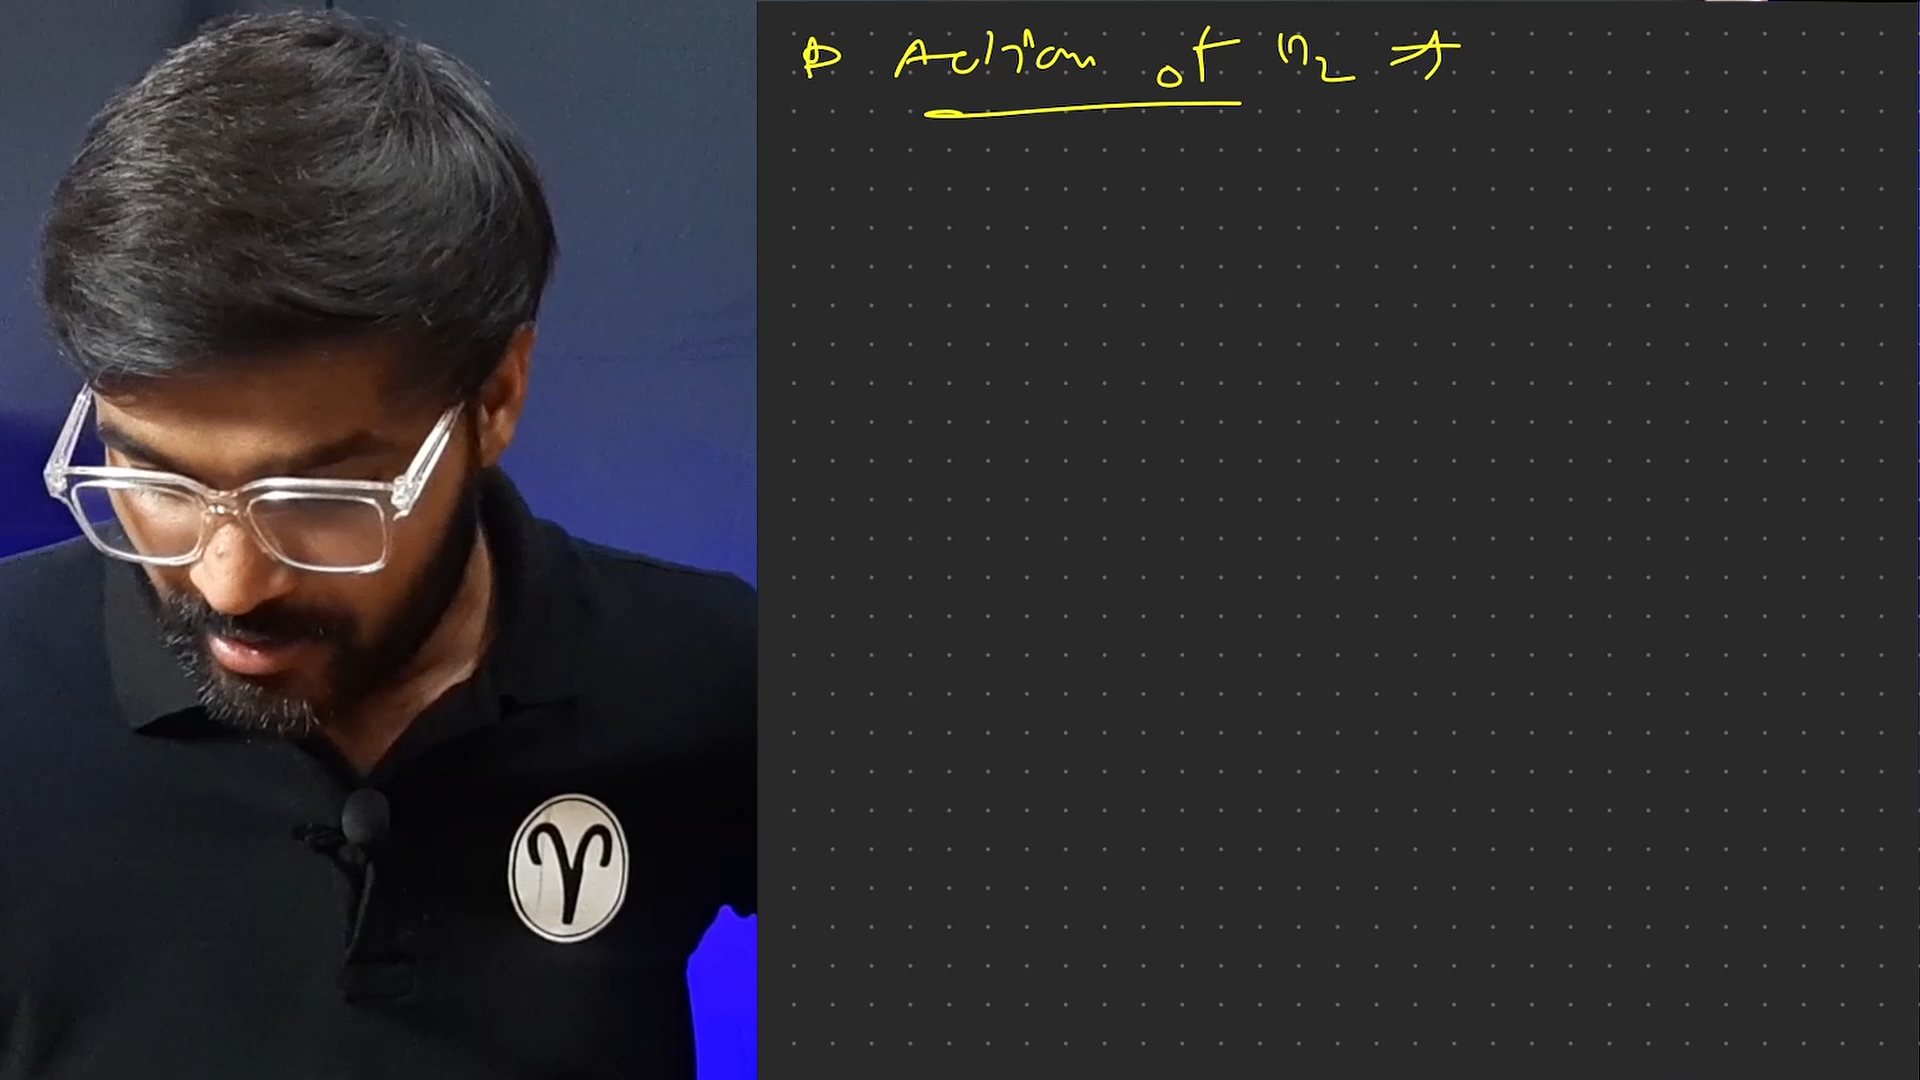 Action of H₂ ⇒